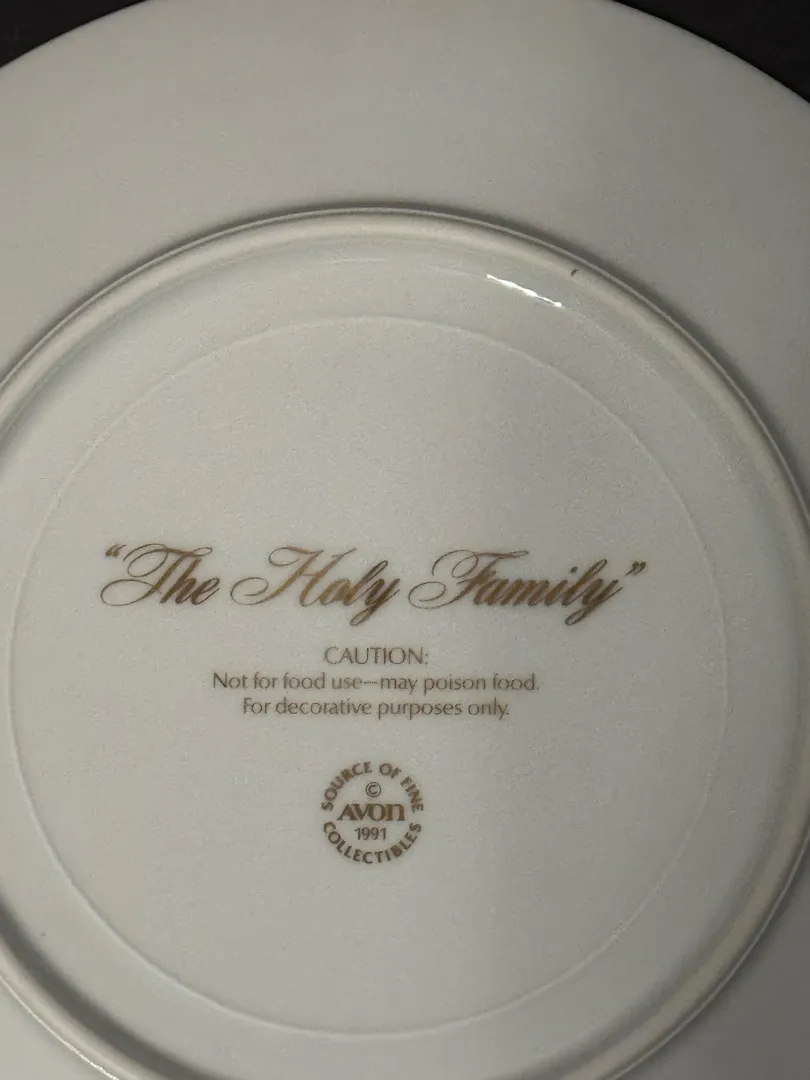 “The Holy Family”
CAUTION:
Not for food use—may poison food.
For decorative purposes only.
SOURCE OF FINE
©
AVON
1991
COLLECTIBLES